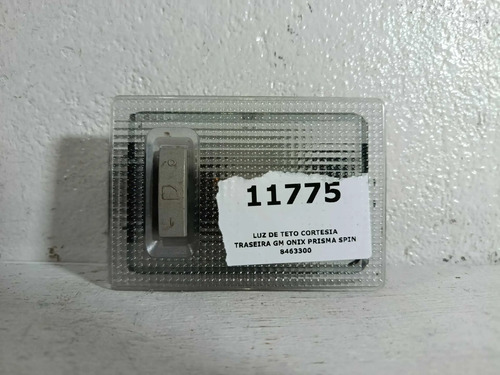 11775
LUZ DE TETO CORTESIA
TRASEIRA GM ONIX PRISMA SPIN
8463300